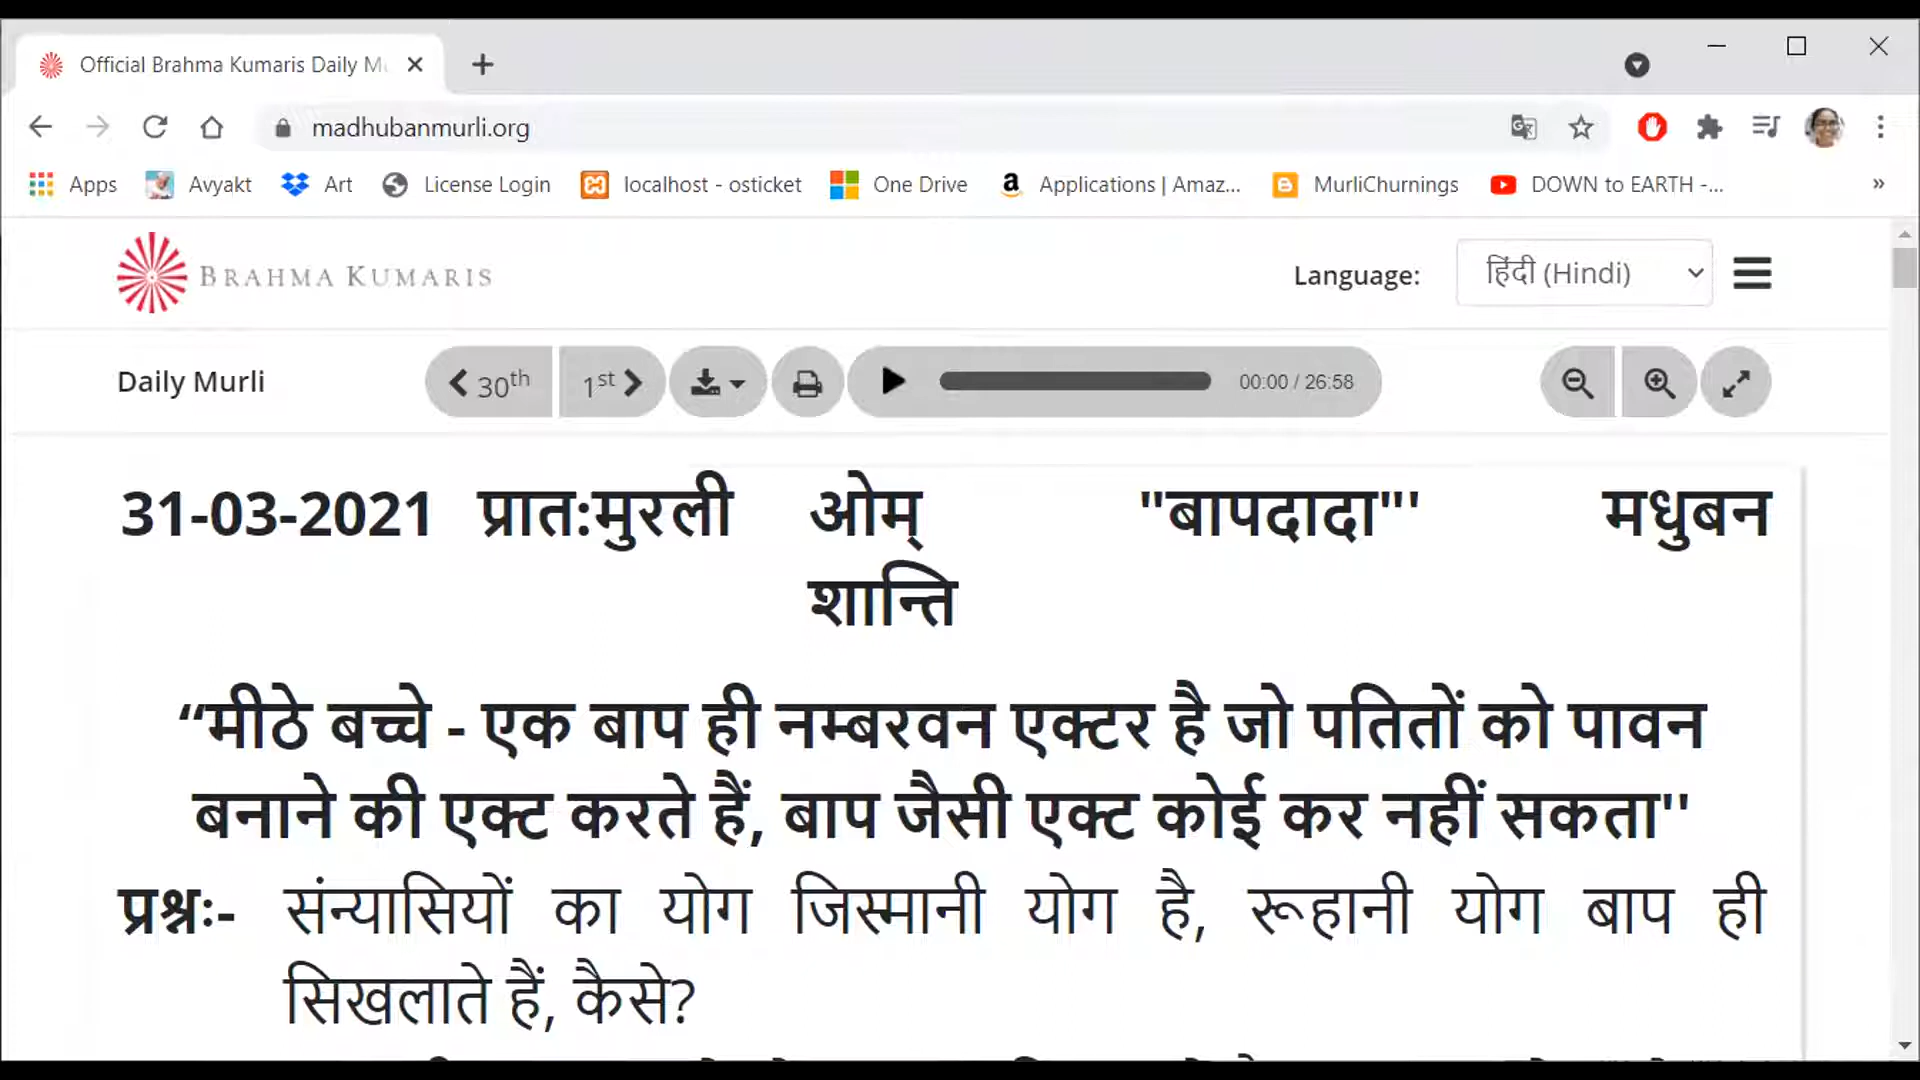 Official Brahma Kumaris Daily Mu
madhubanmurli.org
Apps Avyakt Art License Login localhost - osticket One Drive Applications | Amaz... MurliChurnings DOWN to EARTH -... »
BRAHMA KUMARIS Language: हिंदी (Hindi)
Daily Murli 30th 1st 00:00 / 26:58
31-03-2021 प्रात:मुरली ओम् "बापदादा"' मधुबन
शान्ति
“मीठे बच्चे - एक बाप ही नम्बरवन एक्टर है जो पतितों को पावन
बनाने की एक्ट करते हैं, बाप जैसी एक्ट कोई कर नहीं सकता''
प्रश्नः- संन्यासियों का योग जिस्मानी योग है, रूहानी योग बाप ही
सिखलाते हैं, कैसे?